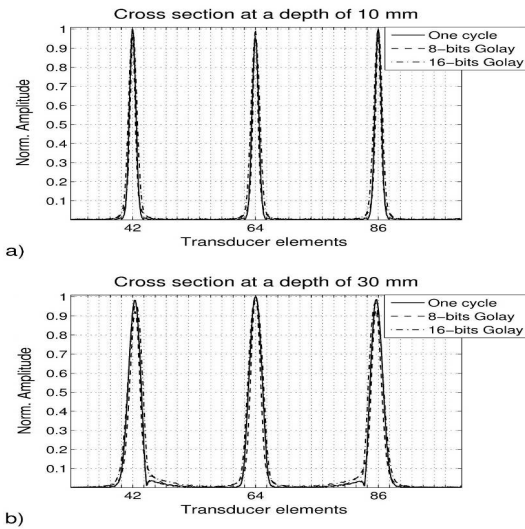 Cross section at a depth of 10 mm
1
0.9
0.8
0.7
0.6
0.5
0.4
0.3
0.2
0.1
Norm. Amplitude
One cycle
8-bits Golay
16-bits Golay
42 64 86
Transducer elements
a)
Cross section at a depth of 30 mm
1
0.9
0.8
0.7
0.6
0.5
0.4
0.3
0.2
0.1
Norm. Amplitude
One cycle
8-bits Golay
16-bits Golay
42 64 86
Transducer elements
b)